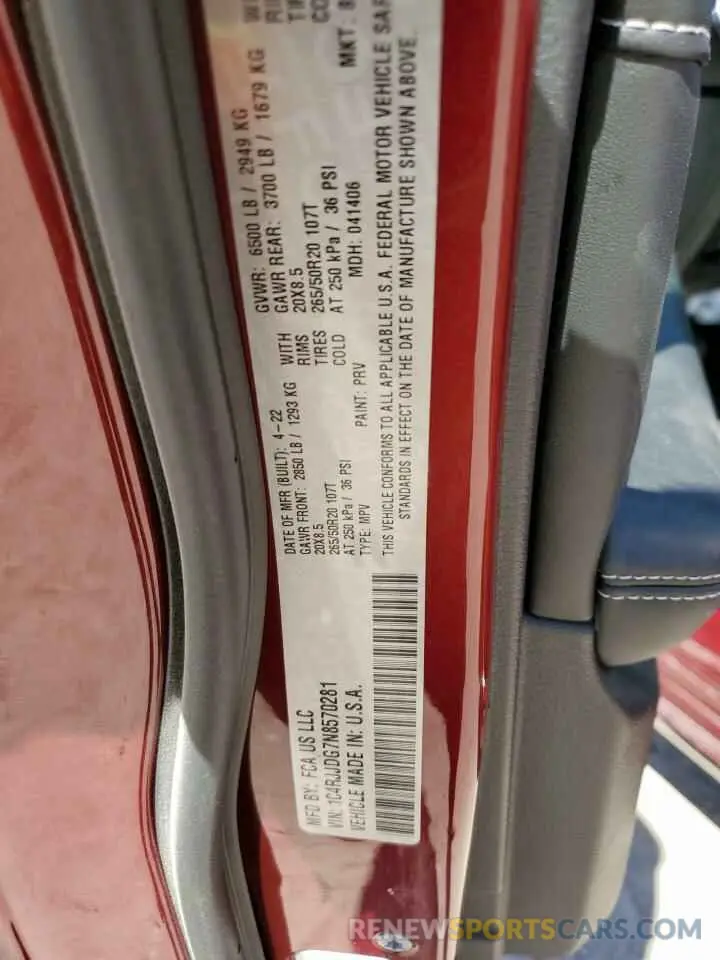 MFD BY: FCA US LLC
VIN: 1C4RJJDG7N8570281
VEHICLE MADE IN: U.S.A.
DATE OF MFR (BUILT): 4-22
GAWR FRONT: 2850 LB / 1293 KG
20X8.5
265/50R20 107T
AT 250 kPa / 36 PSI
TYPE: MPV
PAINT: PRV
WITH
RIMS
TIRES
COLD
GVWR: 6500 LB / 2949 KG
GAWR REAR: 3700 LB / 1679 KG
20X8.5
265/50R20 107T
AT 250 kPa / 36 PSI
MDH: 041406
MKT: 8
THIS VEHICLE CONFORMS TO ALL APPLICABLE U.S.A. FEDERAL MOTOR VEHICLE SAF
STANDARDS IN EFFECT ON THE DATE OF MANUFACTURE SHOWN ABOVE.
RENEWSPORTSCARS.COM